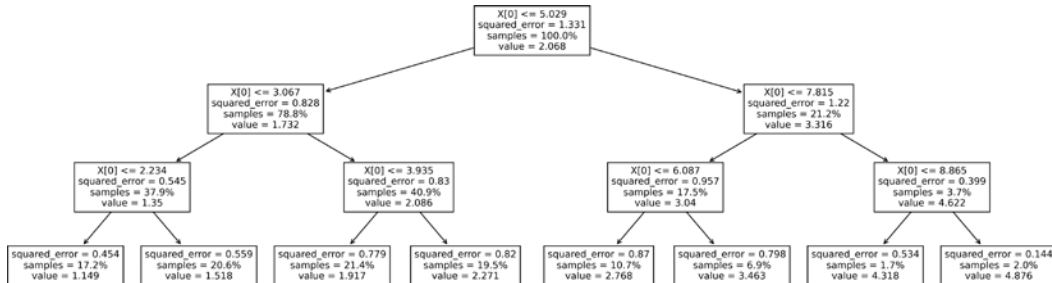 X[0] <= 5.029
squared_error = 1.331
samples = 100.0%
value = 2.068
X[0] <= 3.067
squared_error = 0.828
samples = 78.8%
value = 1.732
X[0] <= 7.815
squared_error = 1.22
samples = 21.2%
value = 3.316
X[0] <= 2.234
squared_error = 0.545
samples = 37.9%
value = 1.35
X[0] <= 3.935
squared_error = 0.83
samples = 40.9%
value = 2.086
X[0] <= 6.087
squared_error = 0.957
samples = 17.5%
value = 3.04
X[0] <= 8.865
squared_error = 0.399
samples = 3.7%
value = 4.622
squared_error = 0.454
samples = 17.2%
value = 1.149
squared_error = 0.559
samples = 20.6%
value = 1.518
squared_error = 0.779
samples = 21.4%
value = 1.917
squared_error = 0.82
samples = 19.5%
value = 2.271
squared_error = 0.87
samples = 10.7%
value = 2.768
squared_error = 0.798
samples = 6.9%
value = 3.463
squared_error = 0.534
samples = 1.7%
value = 4.318
squared_error = 0.144
samples = 2.0%
value = 4.876